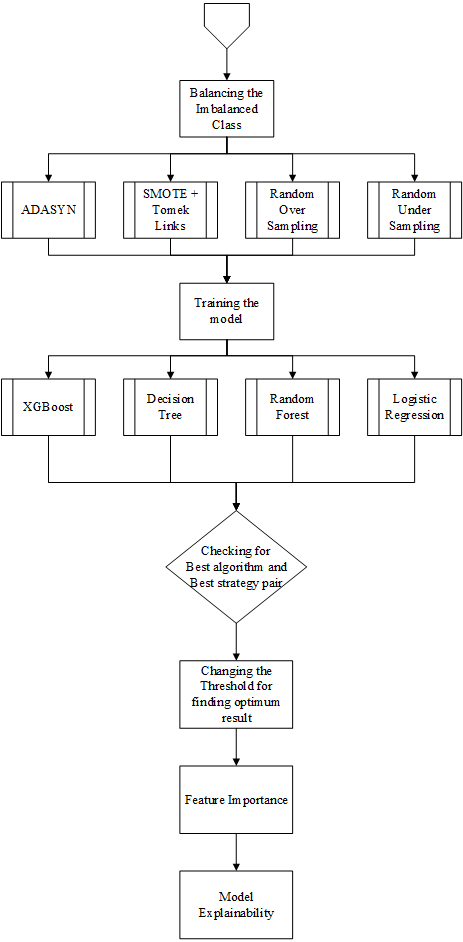 Balancing the
Imbalanced
Class
ADASYN
SMOTE +
Tomek
Links
Random
Over
Sampling
Random
Under
Sampling
Training the
model
XGBoost
Decision
Tree
Random
Forest
Logistic
Regression
Checking for
Best algorithm and
Best strategy pair
Changing the
Threshold for
finding optimum
result
Feature Importance
Model
Explainability